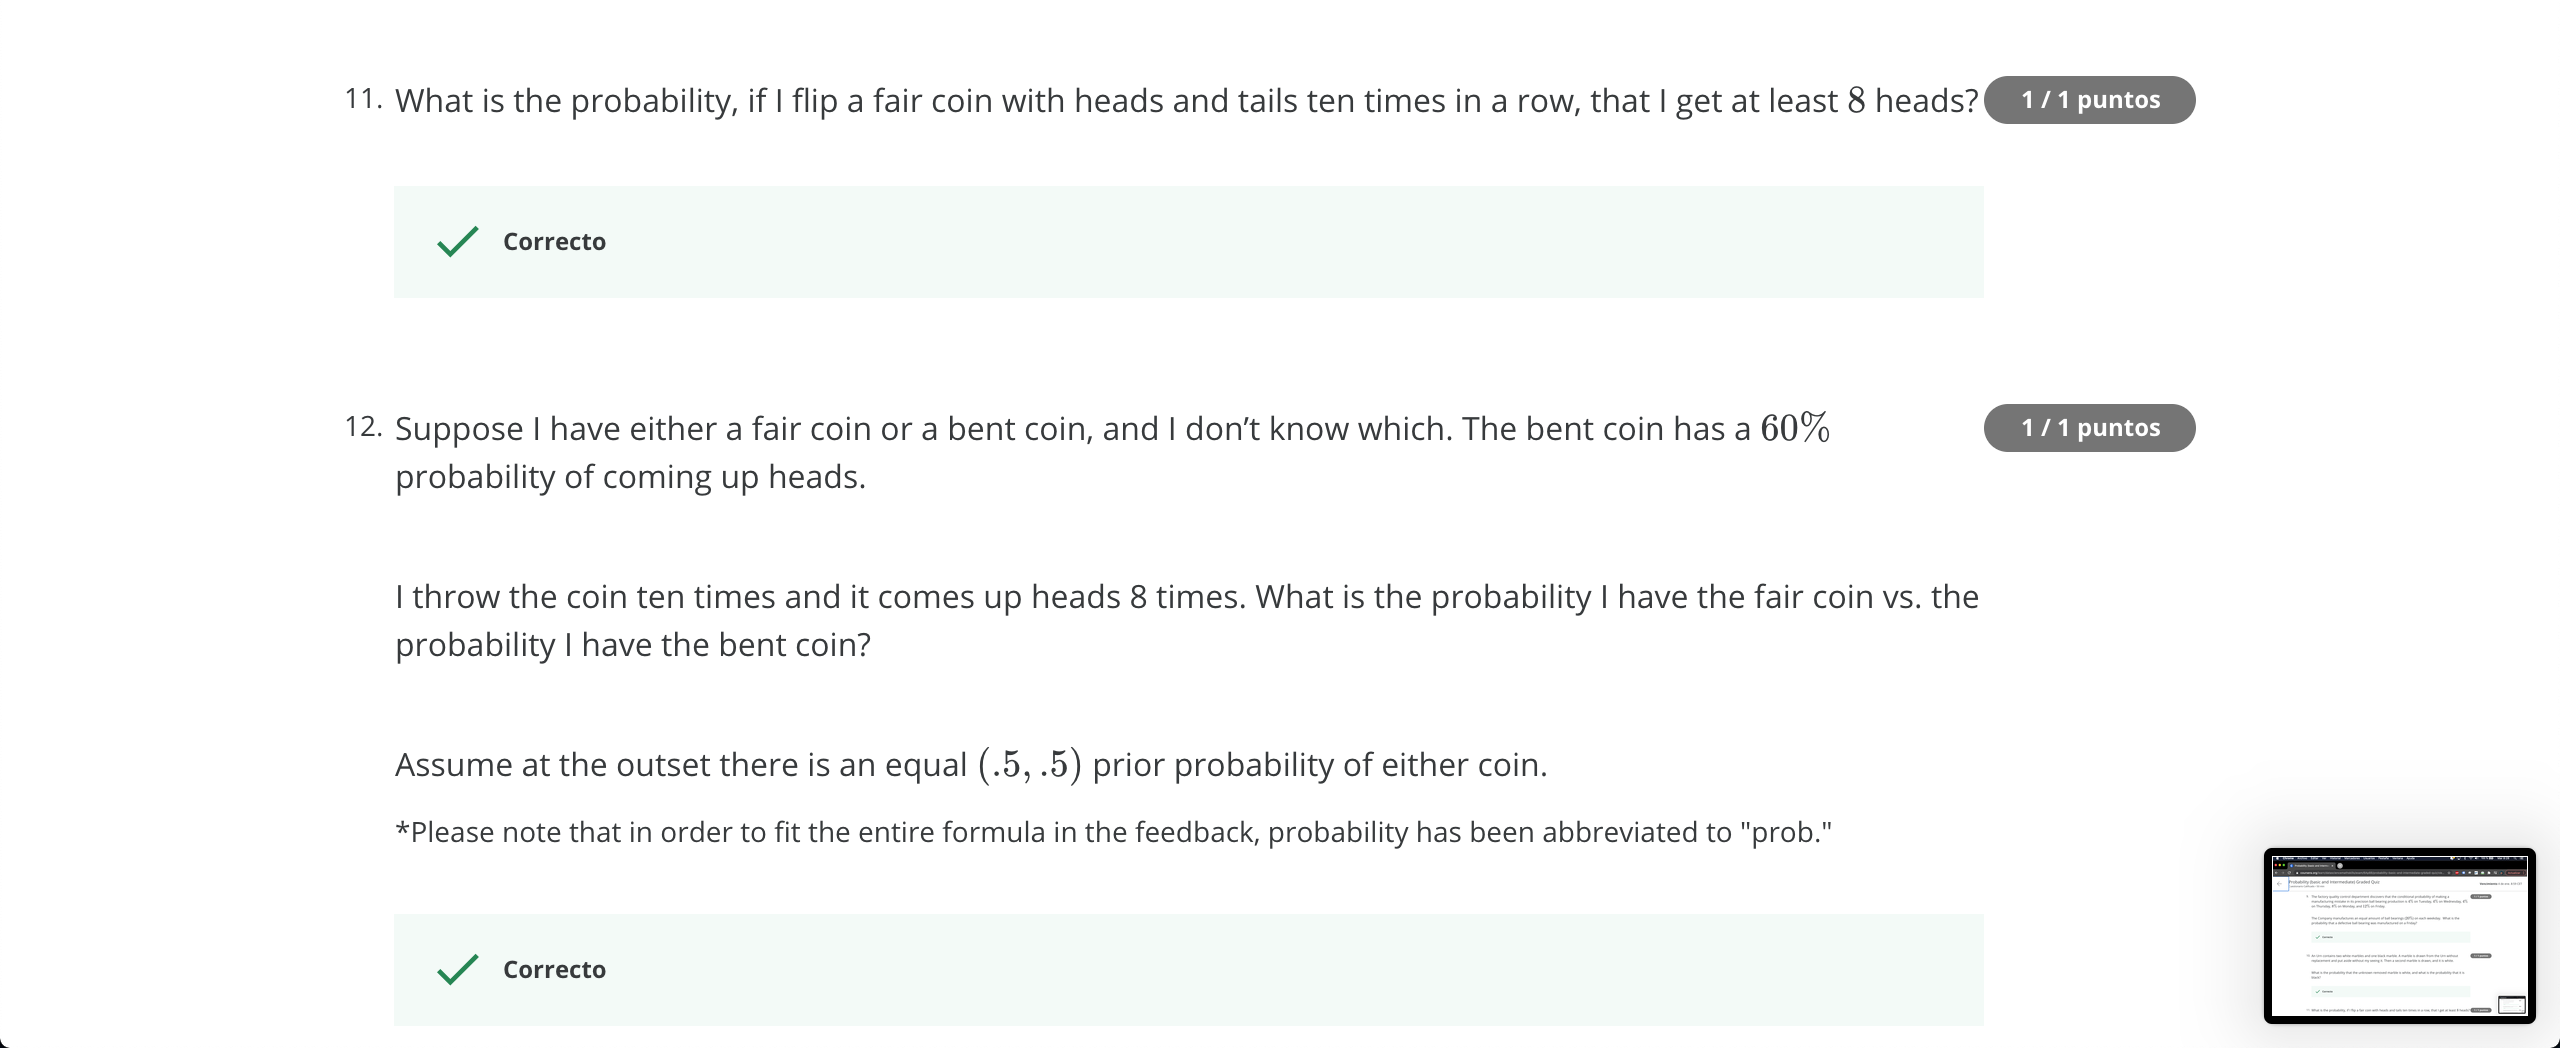 11. What is the probability, if I flip a fair coin with heads and tails ten times in a row, that I get at least 8 heads? 1 / 1 puntos
Correcto
12. Suppose I have either a fair coin or a bent coin, and I don’t know which. The bent coin has a 60% 1 / 1 puntos
probability of coming up heads.
I throw the coin ten times and it comes up heads 8 times. What is the probability I have the fair coin vs. the
probability I have the bent coin?
Assume at the outset there is an equal (.5, .5) prior probability of either coin.
*Please note that in order to fit the entire formula in the feedback, probability has been abbreviated to "prob."
Correcto